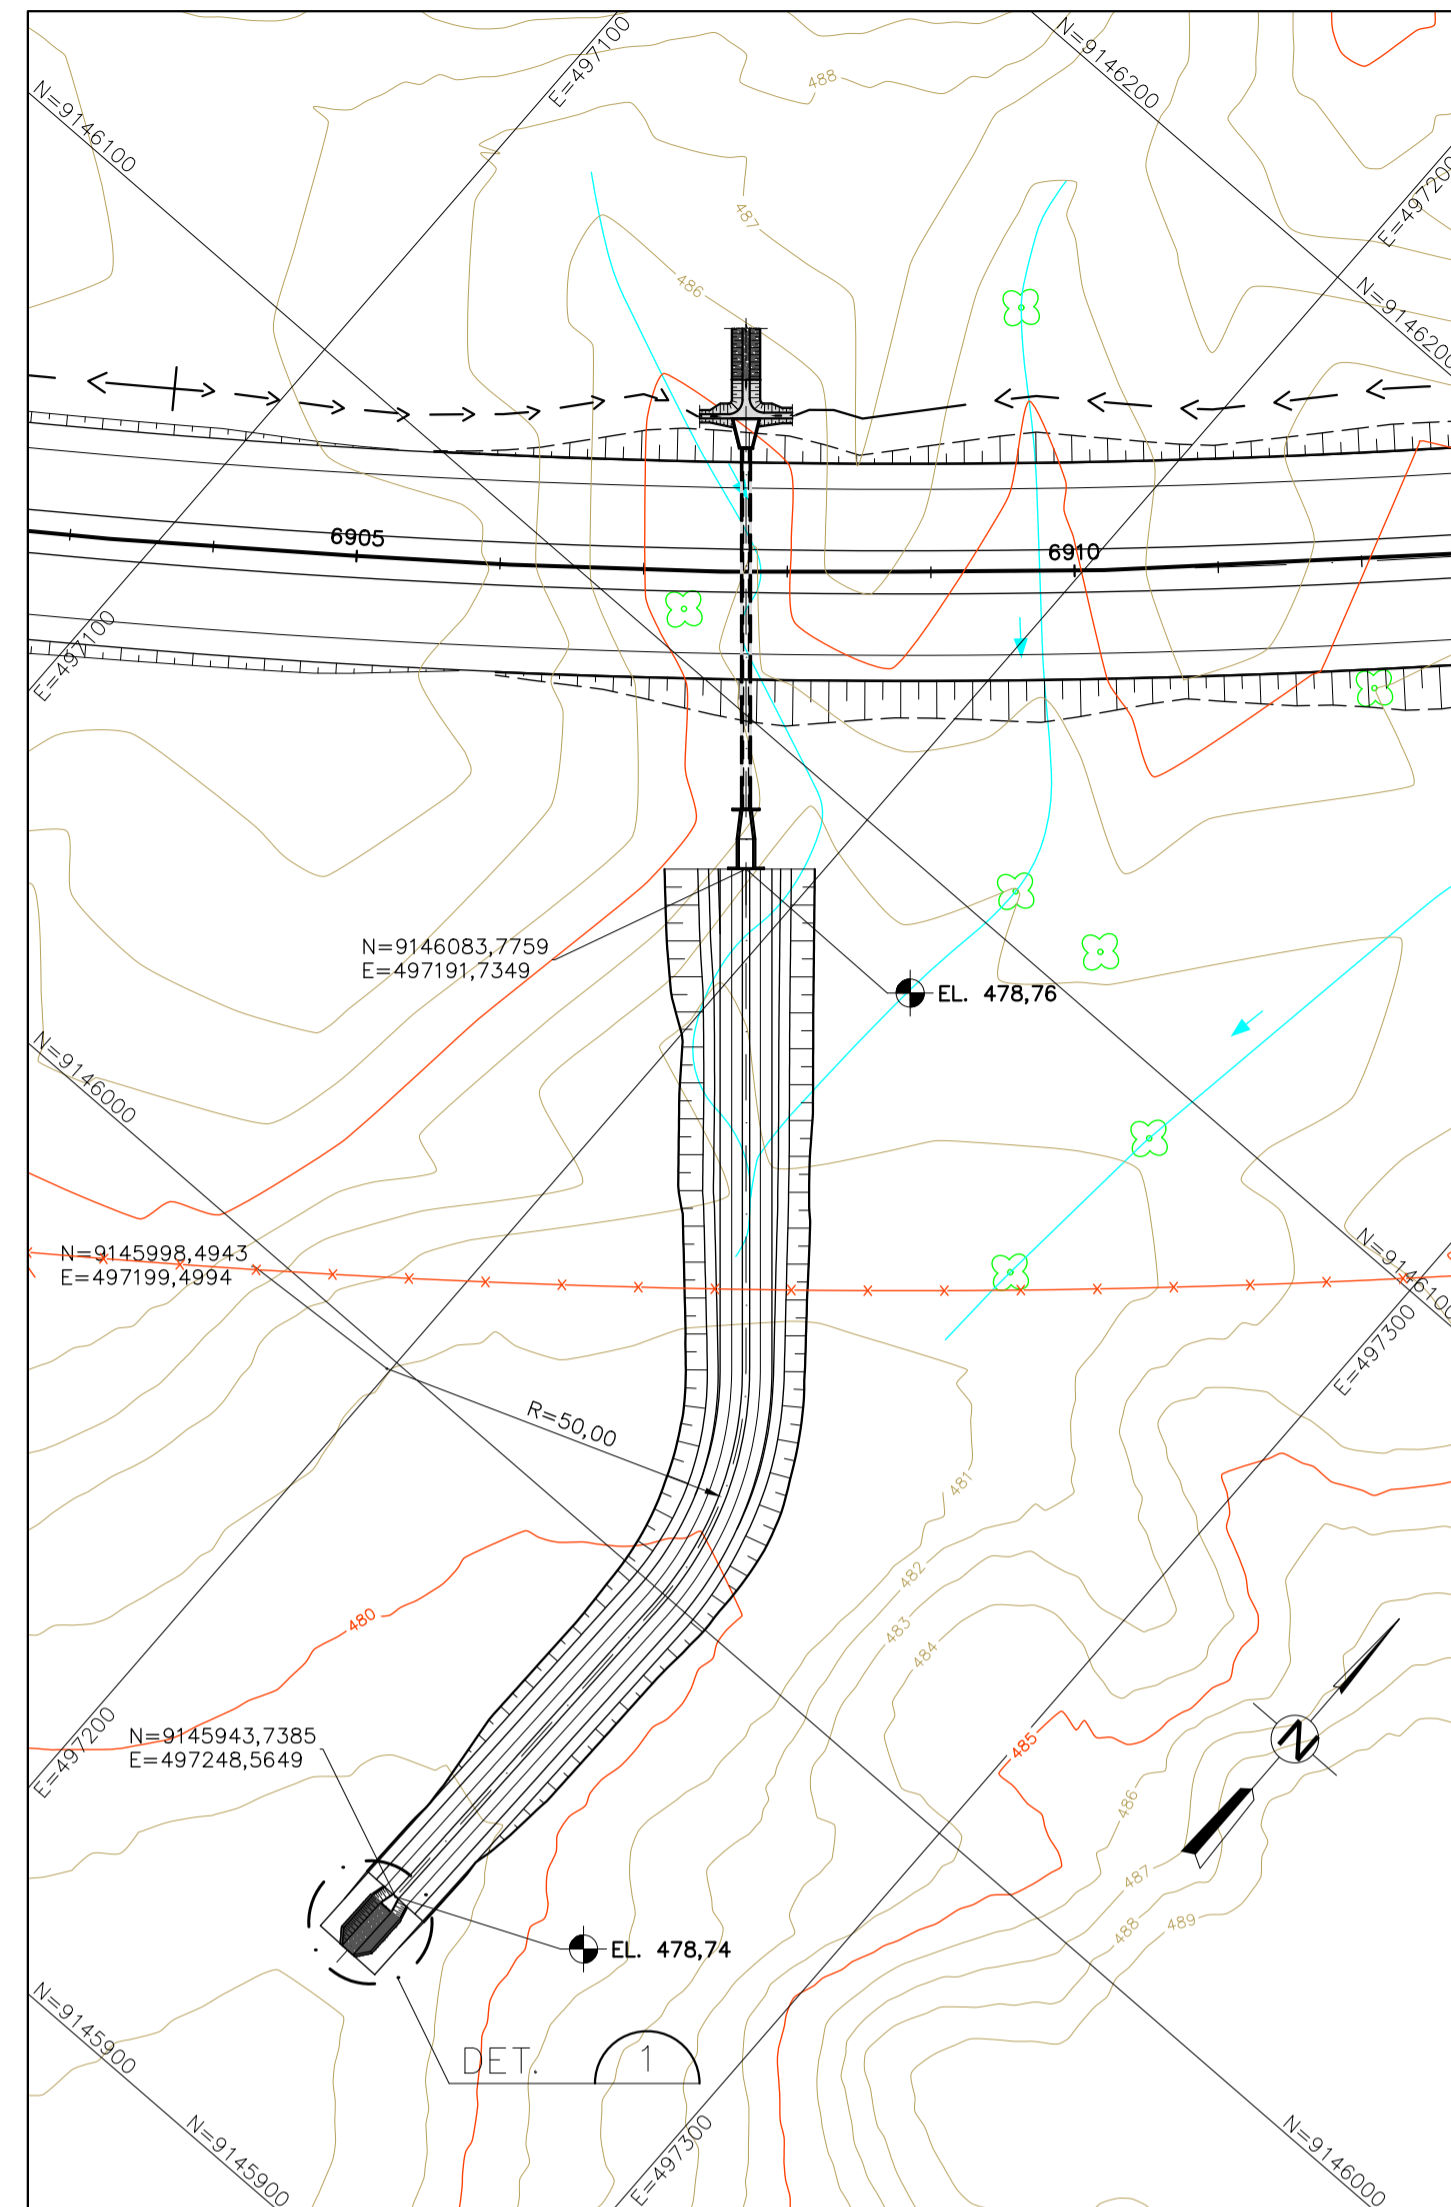 E=497100
N=9146200
488
N=9146100
E=497200
487
486
N=9146200
6905
6910
E=497100
N=9146083,7759
E=497191,7349
EL. 478,76
N=9146000
N=9145998,4943
E=497199,4994
N=9146100
E=497300
R=50,00
481
482
480
483
484
N=9145943,7385
E=497248,5649
E=497200
485
N
486
487
488
489
EL. 478,74
N=9145900
DET. 1
N=9145900
E=497300
N=9146000